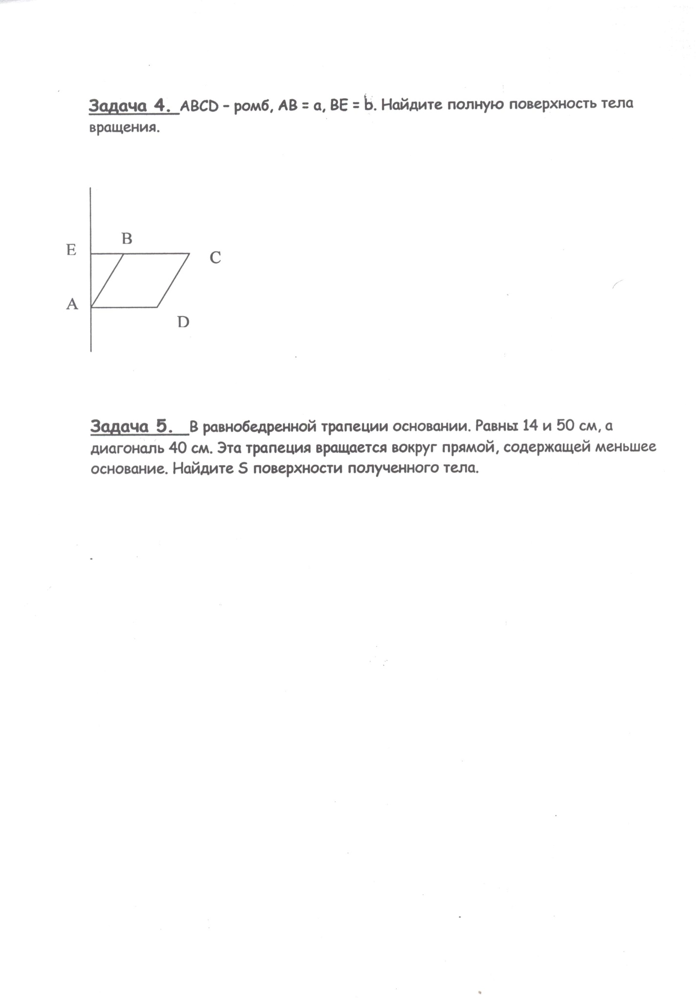 Задача 4. ABCD – ромб, AB = a, BE = b. Найдите полную поверхность тела
вращения.
B
E
C
A
D
Задача 5. В равнобедренной трапеции основании. Равны 14 и 50 см, а
диагональ 40 см. Эта трапеция вращается вокруг прямой, содержащей меньшее
основание. Найдите S поверхности полученного тела.